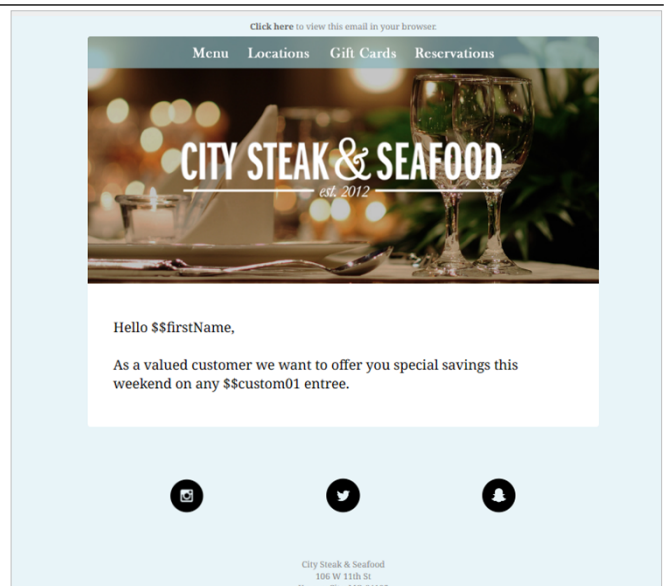 Click here to view this email in your browser.
Menu Locations Gift Cards Reservations
CITY STEAK & SEAFOOD
est. 2012
Hello $$firstName,
As a valued customer we want to offer you special savings this
weekend on any $$custom01 entree.
City Steak & Seafood
106 W 11th St